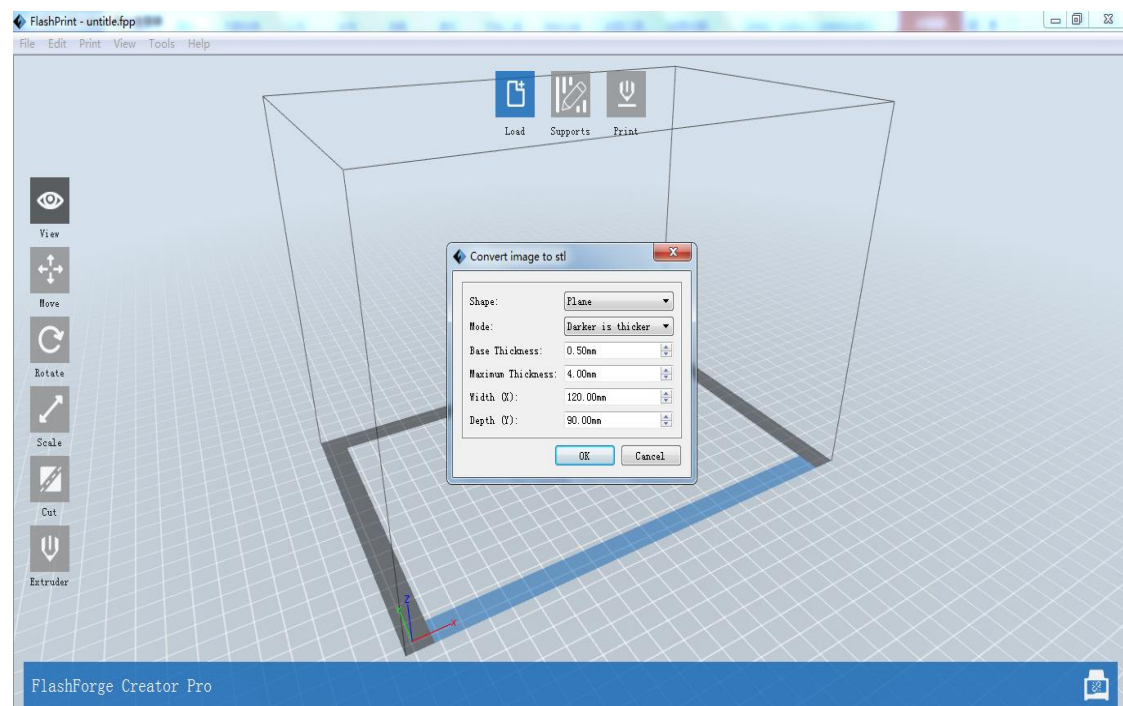 FlashPrint - untitle.fpp
File Edit Print View Tools Help
Load Supports Print
View
Move
Rotate
Scale
Cut
Extruder
Convert image to stl
Shape: Plane
Mode: Darker is thicker
Base Thickness: 0.50mm
Maximum Thickness: 4.00mm
Width (X): 120.00mm
Depth (Y): 90.00mm
OK Cancel
Z
Y
X
FlashForge Creator Pro